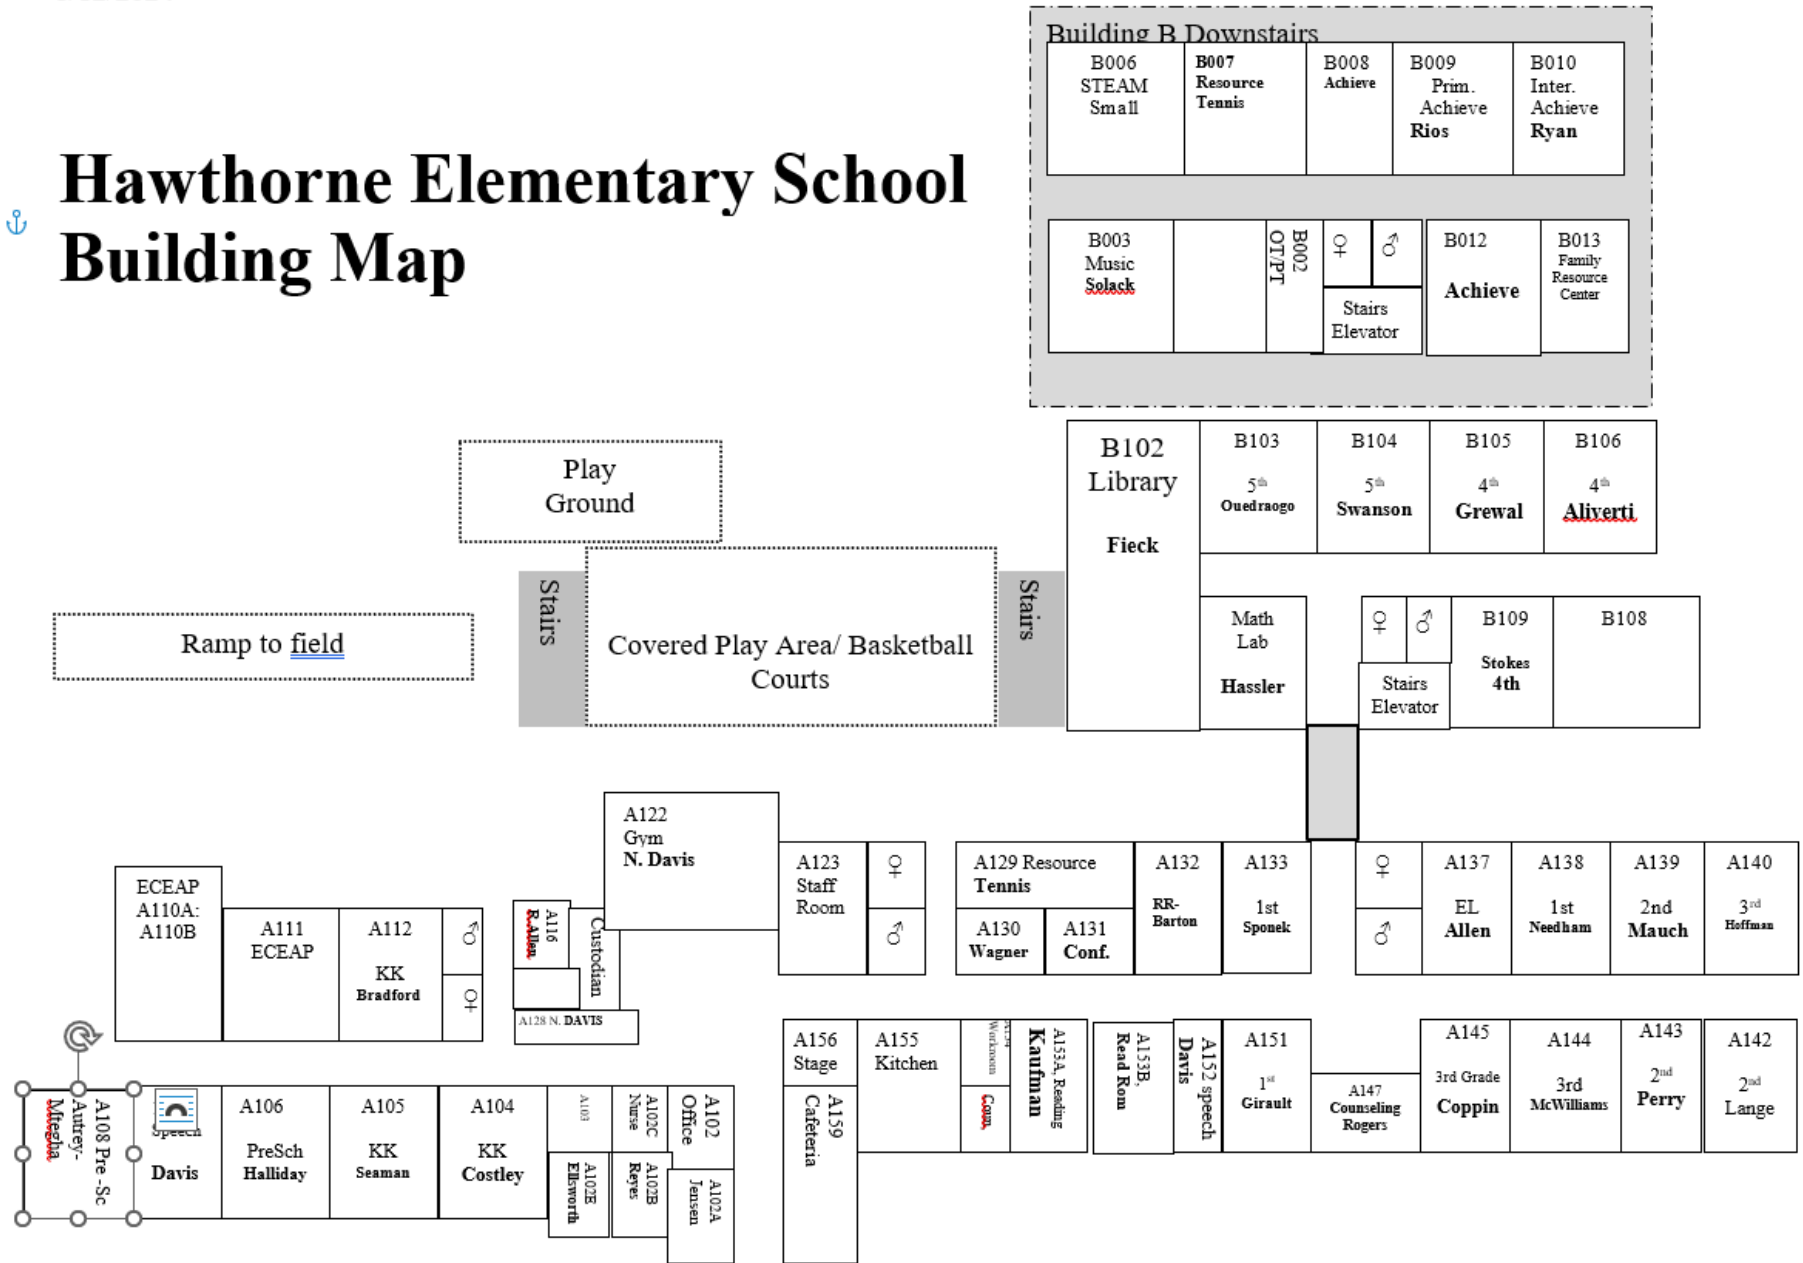 Hawthorne Elementary School
Building Map
Building B Downstairs
B006
STEAM
Small
B007
Resource
Tennis
B008
Achieve
B009
Prim.
Achieve
Rios
B010
Inter.
Achieve
Ryan
B003
Music
Solack
B002
OT/PT
♀
♂
Stairs
Elevator
B012
Achieve
B013
Family
Resource
Center
Play
Ground
Ramp to field
Stairs
Covered Play Area/ Basketball
Courts
Stairs
B102
Library
Fieck
B103
5th
Ouedraogo
B104
5th
Swanson
B105
4th
Grewal
B106
4th
Aliverti
Math
Lab
Hassler
♀
♂
Stairs
Elevator
B109
Stokes
4th
B108
A122
Gym
N. Davis
A123
Staff
Room
♀
♂
A129 Resource
Tennis
A130
Wagner
A131
Conf.
A132
RR-
Barton
A133
1st
Sponek
♀
♂
A137
EL
Allen
A138
1st
Needham
A139
2nd
Mauch
A140
3rd
Hoffman
ECEAP
A110A:
A110B
A111
ECEAP
A112
KK
Bradford
♂
♀
A116
R.Allen
Custodian
A128 N. DAVIS
A108 Pre -Sc
Autrey-
Mtegha
Speech
Davis
A106
PreSch
Halliday
A105
KK
Seaman
A104
KK
Costley
A103
A102E
Ellsworth
A102C
Nurse
A102B
Reyes
A102
Office
A102A
Jensen
A156
Stage
A159
Cafeteria
A155
Kitchen
Workroom
Coun.
A153A, Reading
Kaufman
A153B,
Read Rom
A152 speech
Davis
A151
1st
Girault
A147
Counseling
Rogers
A145
3rd Grade
Coppin
A144
3rd
McWilliams
A143
2nd
Perry
A142
2nd
Lange